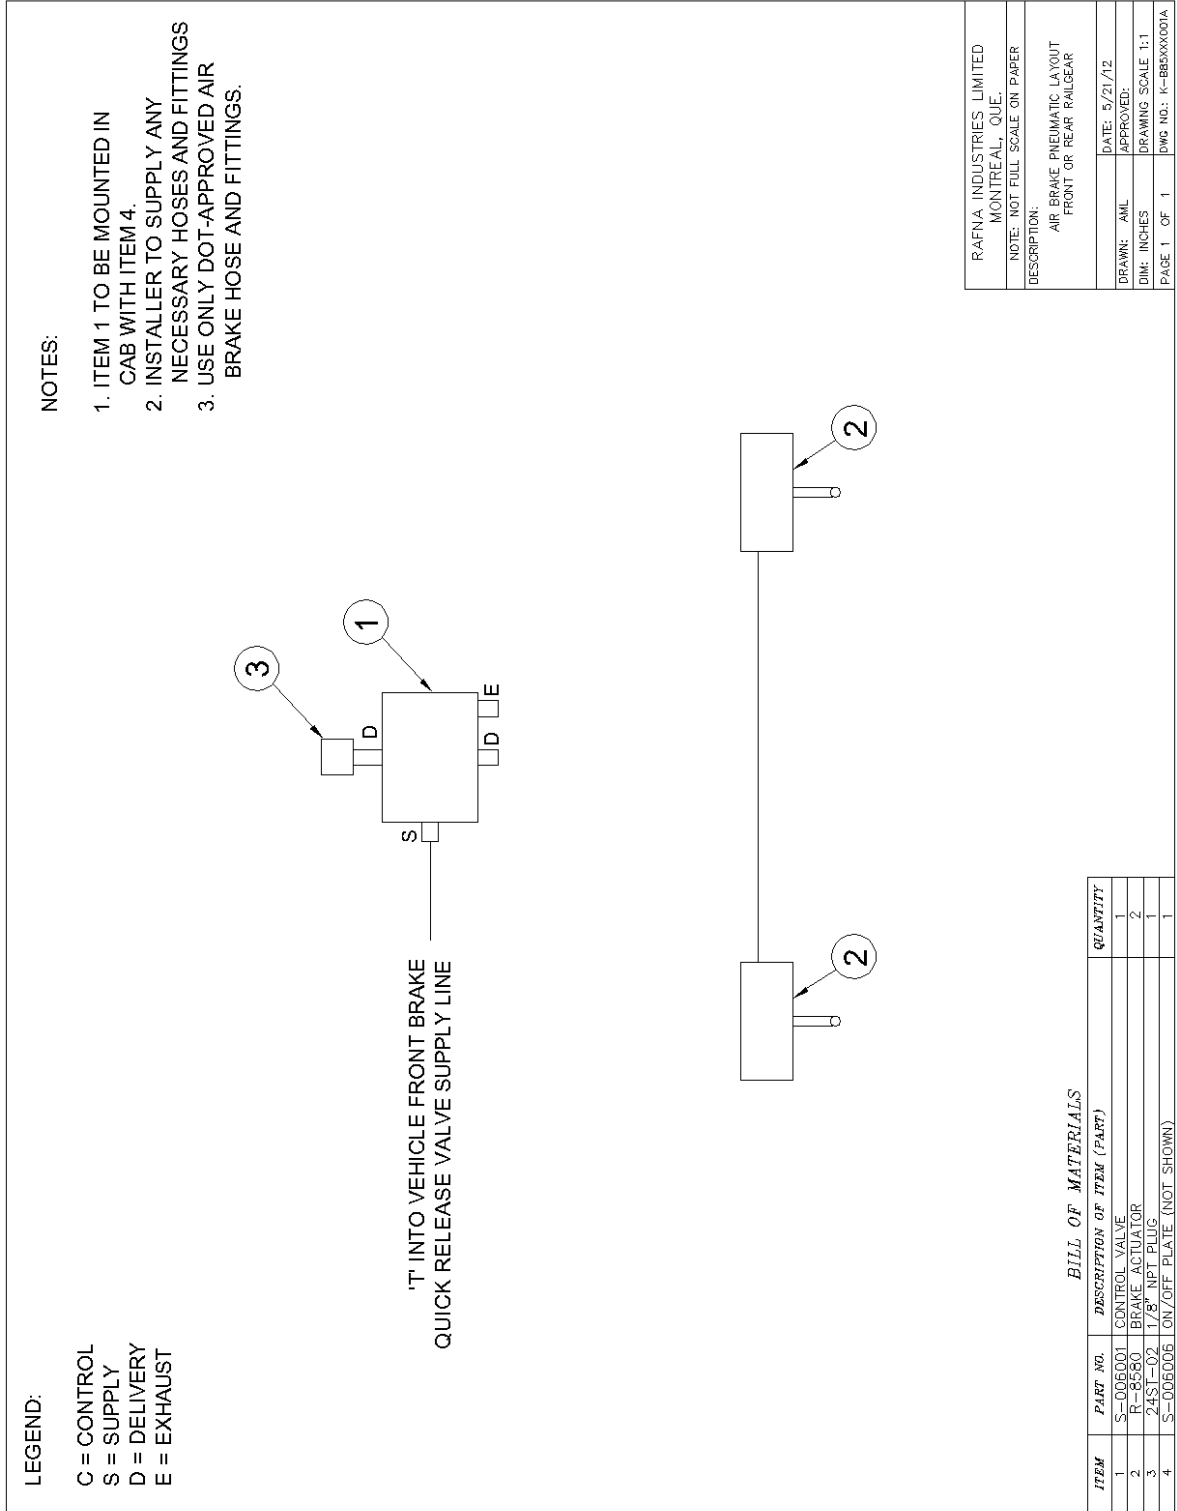 LEGEND:
C = CONTROL
S = SUPPLY
D = DELIVERY
E = EXHAUST
NOTES:
1. ITEM 1 TO BE MOUNTED IN
CAB WITH ITEM 4.
2. INSTALLER TO SUPPLY ANY
NECESSARY HOSES AND FITTINGS
3. USE ONLY DOT-APPROVED AIR
BRAKE HOSE AND FITTINGS.
3
1
D
S
D
E
'T' INTO VEHICLE FRONT BRAKE
QUICK RELEASE VALVE SUPPLY LINE
2
2
BILL OF MATERIALS
ITEM PART NO. DESCRIPTION OF ITEM (PART) QUANTITY
1 S-006001 CONTROL VALVE 1
2 R-8580 BRAKE ACTUATOR 2
3 24ST-02 1/8" NPT PLUG 1
4 S-006006 ON/OFF PLATE (NOT SHOWN) 1
RAFNA INDUSTRIES LIMITED
MONTREAL, QUE.
NOTE: NOT FULL SCALE ON PAPER
DESCRIPTION:
AIR BRAKE PNEUMATIC LAYOUT
FRONT OR REAR RAILGEAR
DATE: 5/21/12
DRAWN: AML APPROVED:
DIM: INCHES DRAWING SCALE 1:1
PAGE 1 OF 1 DWG NO.: K-B85XXX001A